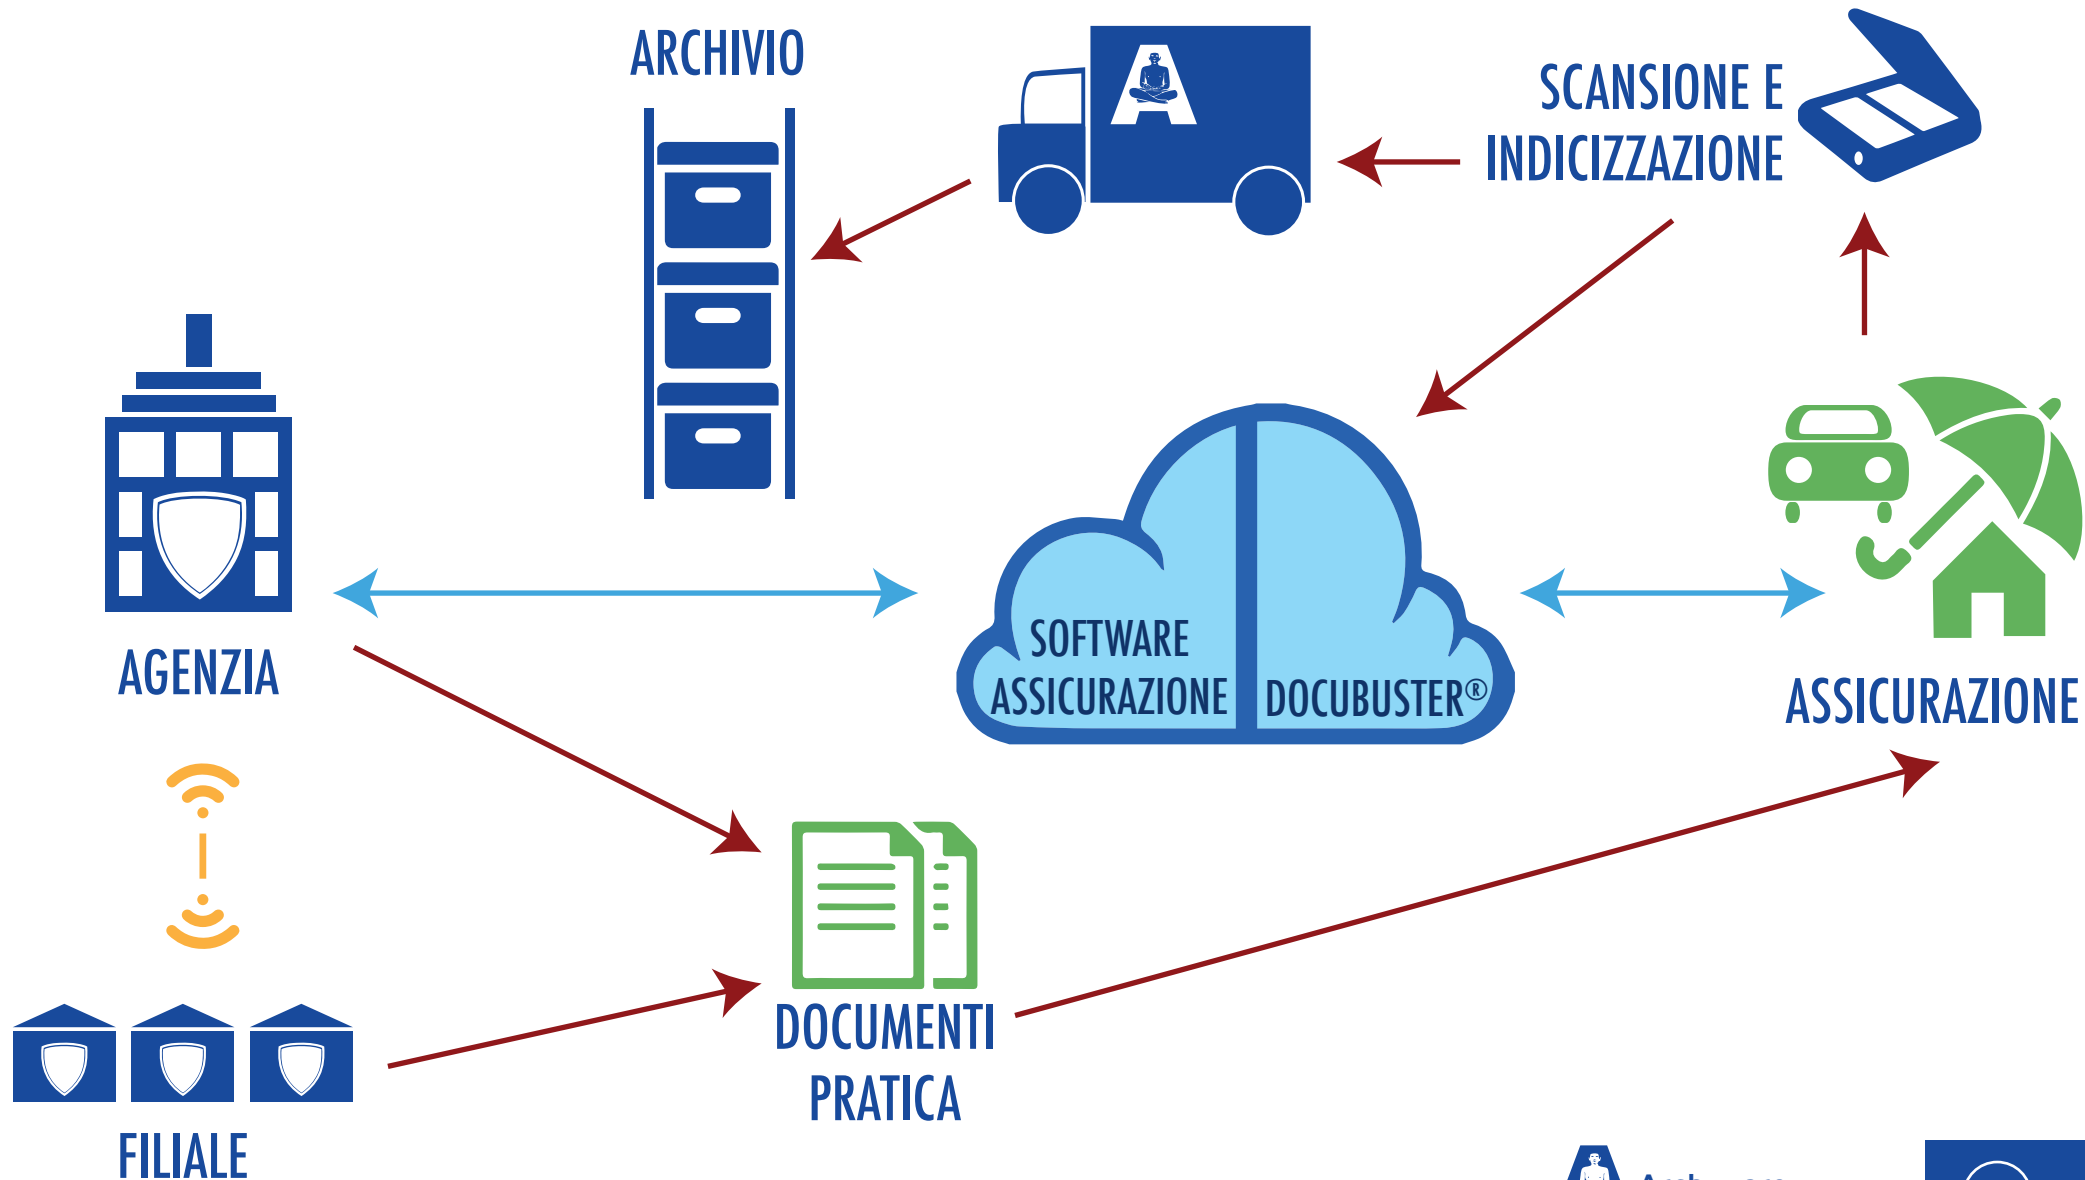 ARCHIVIO
SCANSIONE E
INDICIZZAZIONE
AGENZIA
SOFTWARE
ASSICURAZIONE
DOCUBUSTER®
ASSICURAZIONE
DOCUMENTI
PRATICA
FILIALE